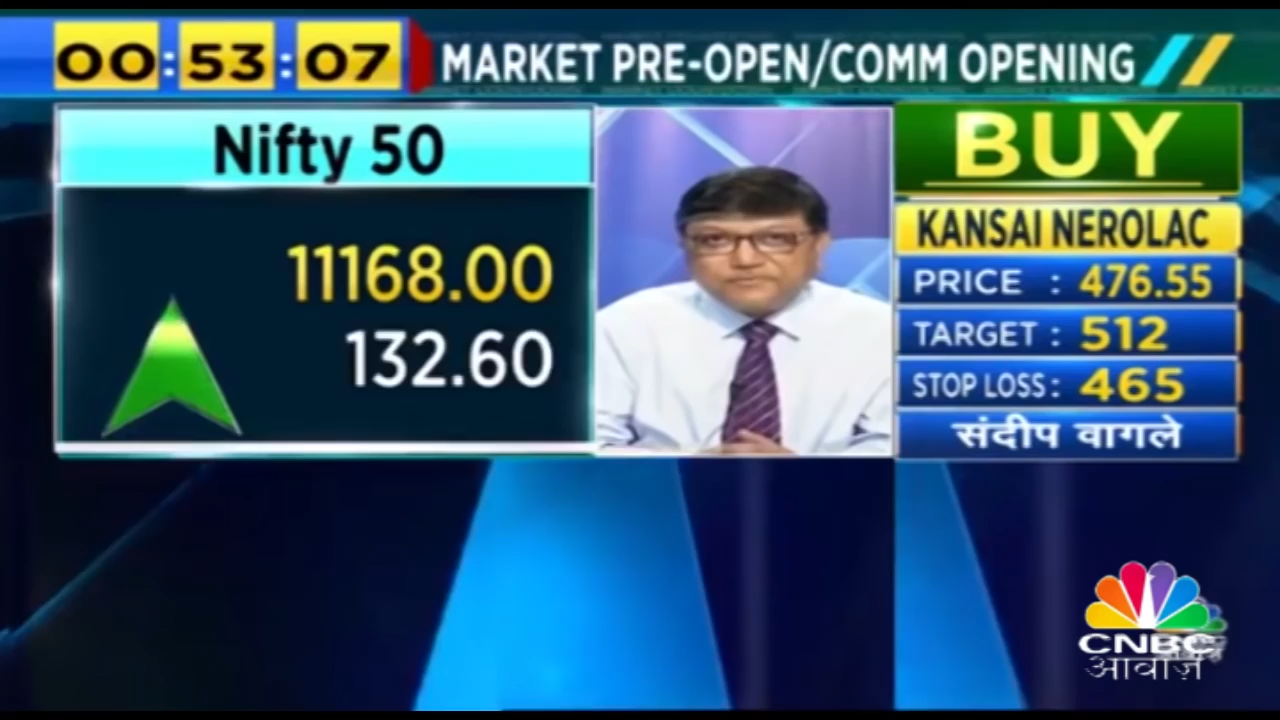 00:53:07
MARKET PRE-OPEN/COMM OPENING
Nifty 50
11168.00
132.60
BUY
KANSAI NEROLAC
PRICE : 476.55
TARGET : 512
STOP LOSS : 465
संदीप वागले
CNBC
आवाज़